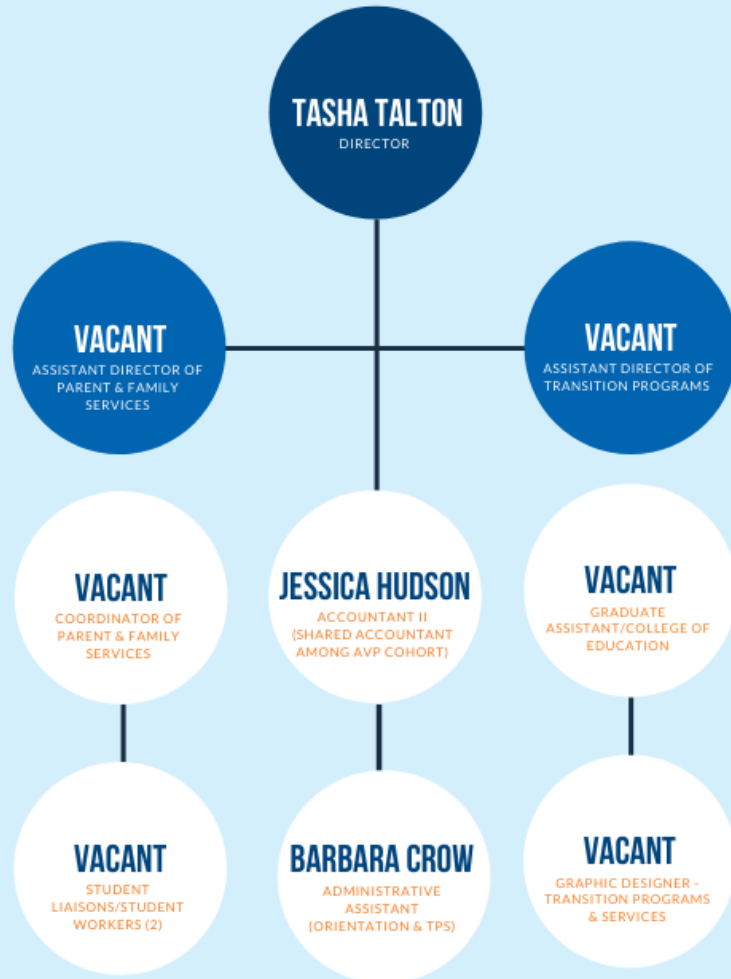 TASHA TALTON
DIRECTOR
VACANT
ASSISTANT DIRECTOR OF
PARENT & FAMILY
SERVICES
VACANT
ASSISTANT DIRECTOR OF
TRANSITION PROGRAMS
VACANT
COORDINATOR OF
PARENT & FAMILY
SERVICES
JESSICA HUDSON
ACCOUNTANT II
(SHARED ACCOUNTANT
AMONG AVP COHORT)
VACANT
GRADUATE
ASSISTANT/COLLEGE OF
EDUCATION
VACANT
STUDENT
LIAISONS/STUDENT
WORKERS (2)
BARBARA CROW
ADMINISTRATIVE
ASSISTANT
(ORIENTATION & TPS)
VACANT
GRAPHIC DESIGNER -
TRANSITION PROGRAMS
& SERVICES